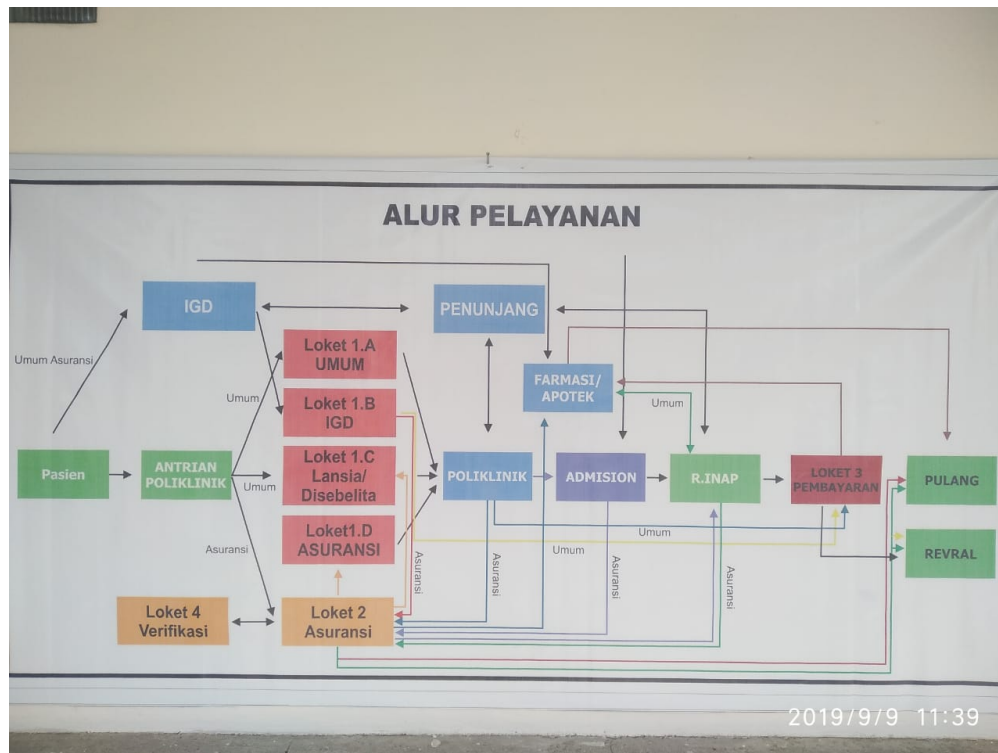 ALUR PELAYANAN
IGD
PENUNJANG
Umum Asuransi
Loket 1.A
UMUM
FARMASI/
APOTEK
Umum
Loket 1.B
IGD
Umum
Pasien
ANTRIAN
POLIKLINIK
Umum
Loket 1.C
Lansia/
Disebelita
POLIKLINIK
ADMISION
R.INAP
LOKET 3
PEMBAYARAN
PULANG
Asuransi
Loket1.D
ASURANSI
Umum
Umum
REVRAL
Asuransi
Asuransi
Asuransi
Asuransi
Loket 4
Verifikasi
Loket 2
Asuransi
2019/9/9 11:39